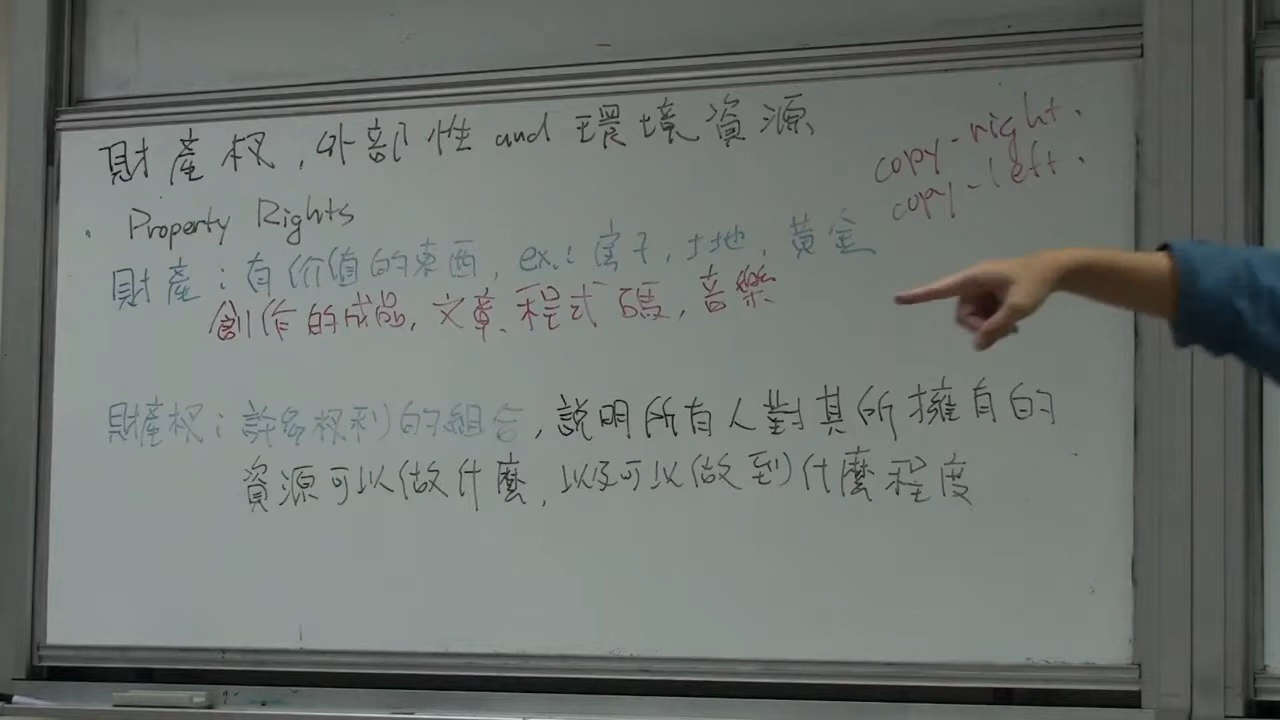 財產权,外部性 and 環境資源
copy-right.
copy-left.
· Property Rights
財產:有价值的東西, ex.: 房子, 土地, 黃金
創作的成品, 文章、程式碼, 音樂
財產权:許多权利的組合,說明所有人對其所擁有的
資源可以做什麼, 以及可以做到什麼程度